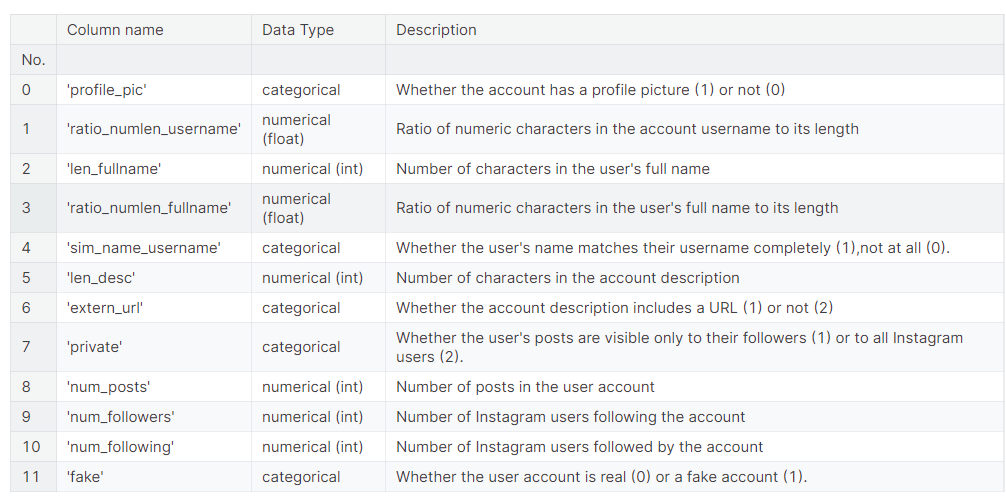 Column name Data Type Description
No.
0 'profile_pic' categorical Whether the account has a profile picture (1) or not (0)
1 'ratio_numlen_username' numerical (float) Ratio of numeric characters in the account username to its length
2 'len_fullname' numerical (int) Number of characters in the user's full name
3 'ratio_numlen_fullname' numerical (float) Ratio of numeric characters in the user's full name to its length
4 'sim_name_username' categorical Whether the user's name matches their username completely (1),not at all (0).
5 'len_desc' numerical (int) Number of characters in the account description
6 'extern_url' categorical Whether the account description includes a URL (1) or not (2)
7 'private' categorical Whether the user's posts are visible only to their followers (1) or to all Instagram users (2).
8 'num_posts' numerical (int) Number of posts in the user account
9 'num_followers' numerical (int) Number of Instagram users following the account
10 'num_following' numerical (int) Number of Instagram users followed by the account
11 'fake' categorical Whether the user account is real (0) or a fake account (1).